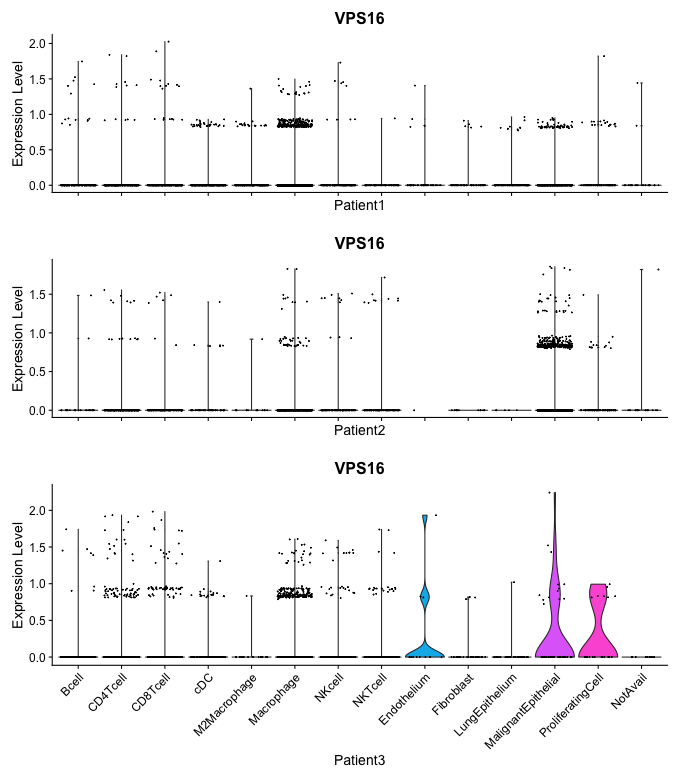 VPS16
Expression Level
2.0
1.5
1.0
0.5
0.0
Patient1
VPS16
Expression Level
1.5
1.0
0.5
0.0
Patient2
VPS16
Expression Level
2.0
1.5
1.0
0.5
0.0
Bcell
CD4Tcell
CD8Tcell
cDC
M2Macrophage
Macrophage
NKcell
NKTcell
Endothelium
Fibroblast
LungEpithelium
MalignantEpithelial
ProliferatingCell
NotAvail
Patient3